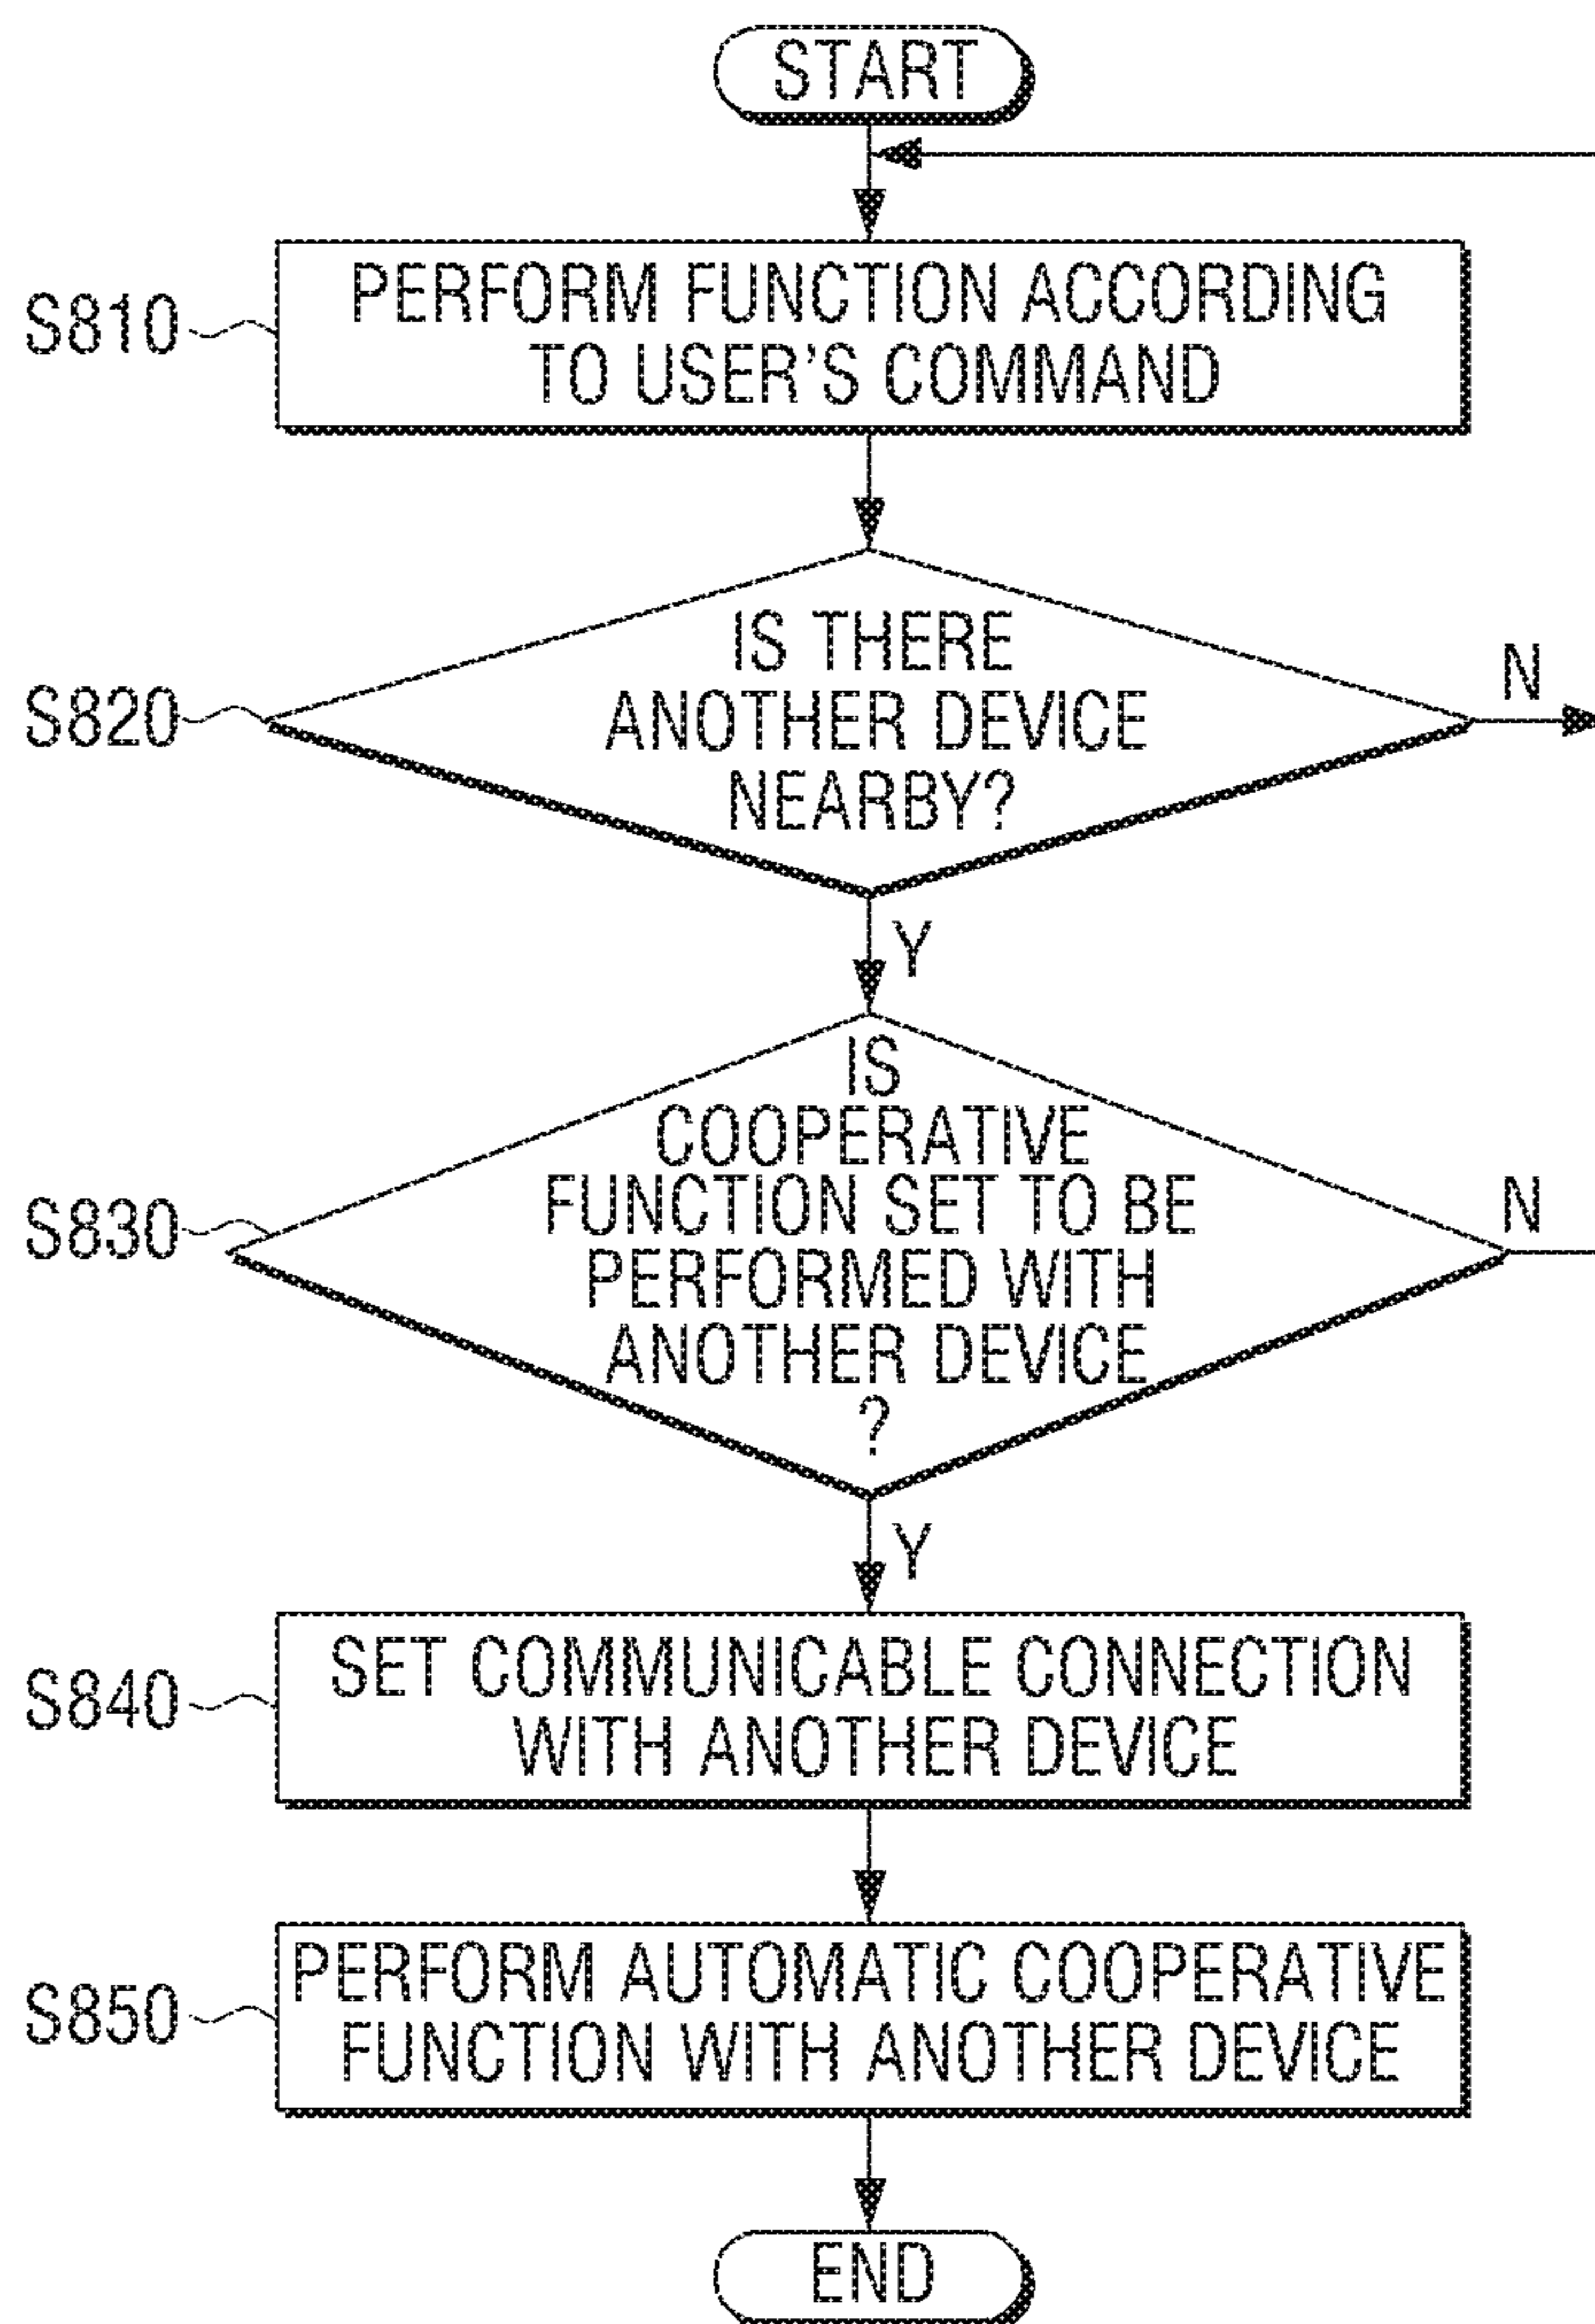 START
S810
PERFORM FUNCTION ACCORDING
TO USER'S COMMAND
S820
IS THERE
ANOTHER DEVICE
NEARBY?
N
Y
S830
IS
COOPERATIVE
FUNCTION SET TO BE
PERFORMED WITH
ANOTHER DEVICE
?
N
Y
S840
SET COMMUNICABLE CONNECTION
WITH ANOTHER DEVICE
S850
PERFORM AUTOMATIC COOPERATIVE
FUNCTION WITH ANOTHER DEVICE
END